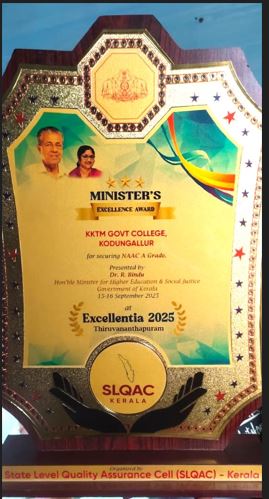 MINISTER'S
EXCELLENCE AWARD
KKTM GOVT COLLEGE,
KODUNGALLUR
for securing NAAC A Grade.
Presented by
Dr. R. Bindu
Hon'ble Minister for Higher Education & Social Justice
Government of Kerala
15-16 September 2025
at
Excellentia 2025
Thiruvananthapuram
SLQAC
KERALA
Organized by
State Level Quality Assurance Cell (SLQAC) - Kerala